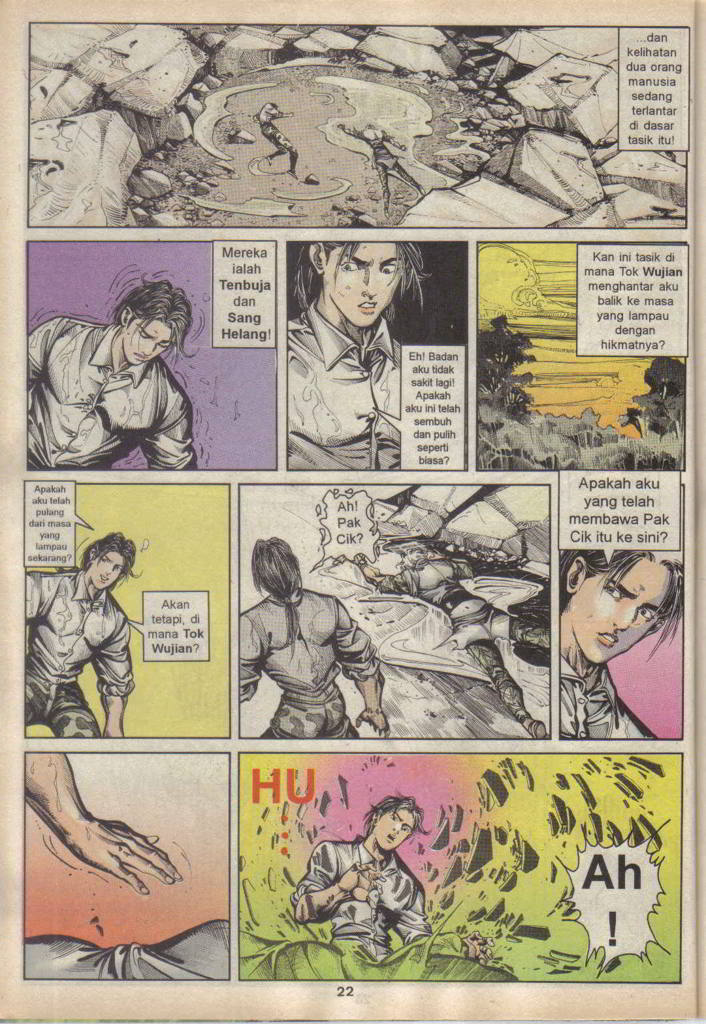 ...dan
kelihatan
dua orang
manusia
sedang
terlantar
di dasar
tasik itu!
Mereka
ialah
Tenbuja
dan
Sang
Helang!
Eh! Badan
aku tidak
sakit lagi!
Apakah
aku ini telah
sembuh
dan pulih
seperti
biasa?
Kan ini tasik di
mana Tok Wujian
menghantar aku
balik ke masa
yang lampau
dengan
hikmatnya?
Apakah
aku telah
pulang
dari masa
yang
lampau
sekarang?
Akan
tetapi, di
mana Tok
Wujian?
Ah!
Pak
Cik?
Apakah aku
yang telah
membawa Pak
Cik itu ke sini?
HU
...
Ah
!
22